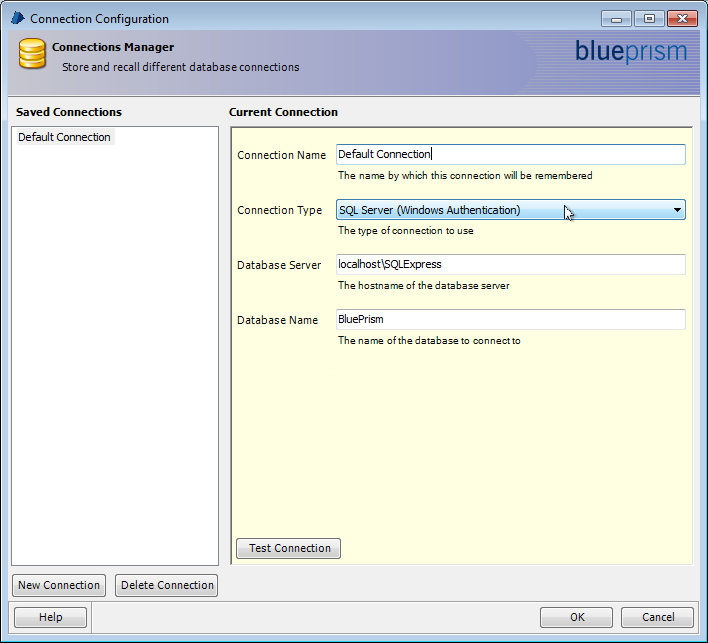 Connection Configuration
Connections Manager
Store and recall different database connections
blueprism
Saved Connections
Default Connection
Current Connection
Connection Name
Default Connection
The name by which this connection will be remembered
Connection Type
SQL Server (Windows Authentication)
The type of connection to use
Database Server
localhost\SQLExpress
The hostname of the database server
Database Name
BluePrism
The name of the database to connect to
Test Connection
New Connection
Delete Connection
Help
OK
Cancel